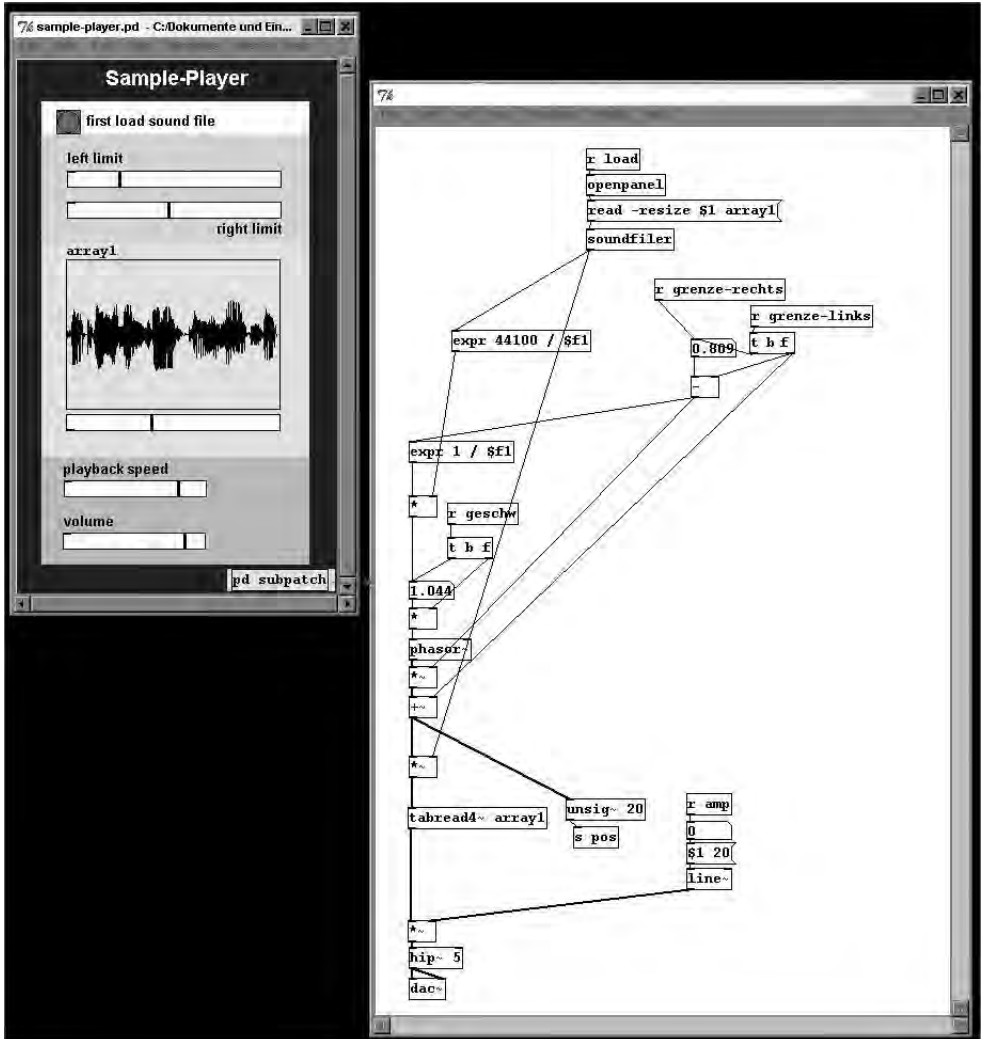 sample-player.pd - C:/Dokumente und Ein...
Sample-Player
first load sound file
left limit
right limit
array1
playback speed
volume
pd subpatch
r load
openpanel
read -resize $1 array1
soundfiler
r grenze-rechts
r grenze-links
expr 44100 / $f1
0.809
t b f
-
expr 1 / $f1
*
r geschw
t b f
1.044
*
phasor~
*~
+~
*~
tabread4~ array1
unsig~ 20
s pos
r amp
0
$1 20
line~
*~
hip~ 5
dac~